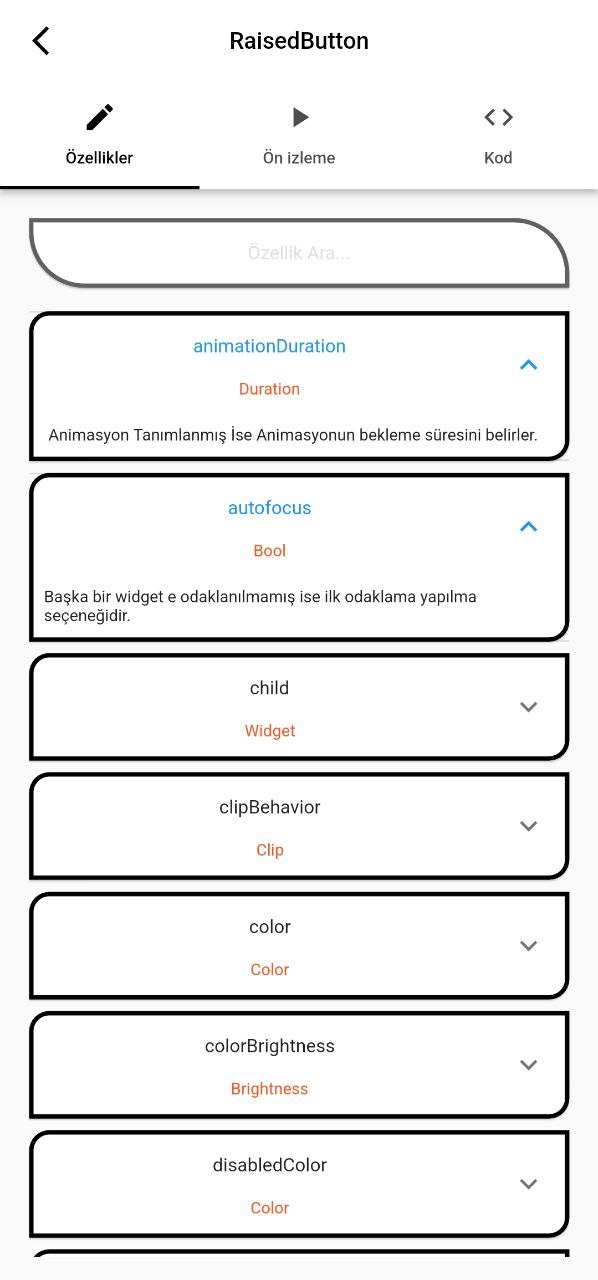 RaisedButton
Özellikler
Ön izleme
Kod
Özellik Ara...
animationDuration
Duration
Animasyon Tanımlanmış İse Animasyonun bekleme süresini belirler.
autofocus
Bool
Başka bir widget e odaklanılmamış ise ilk odaklama yapılma
seçeneğidir.
child
Widget
clipBehavior
Clip
color
Color
colorBrightness
Brightness
disabledColor
Color